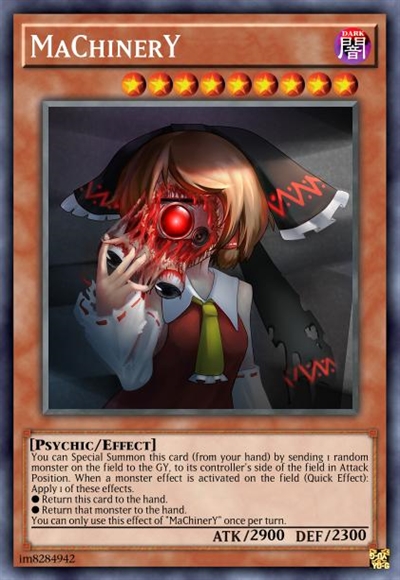 MaChinerY
DARK
闇
[Psychic/Effect]
You can Special Summon this card (from your hand) by sending 1 random
monster on the field to the GY, to its controller's side of the field in Attack
Position. When a monster effect is activated on the field (Quick Effect):
Apply 1 of these effects.
● Return this card to the hand.
● Return that monster to the hand.
You can only use this effect of "MaChinerY" once per turn.
ATK/2900 DEF/2300
im8284942